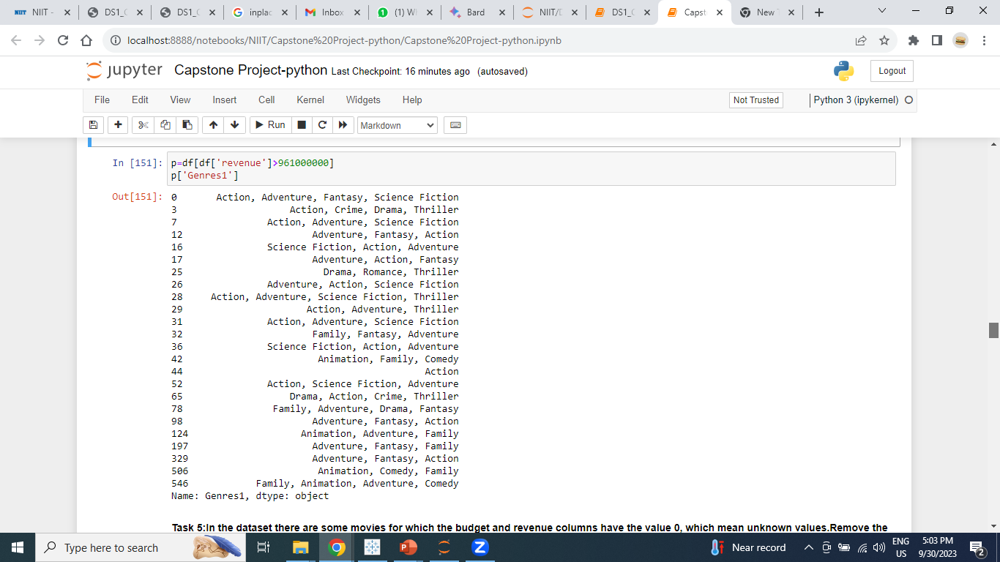 NIIT -
DS1_C
DS1_C
inplac
Inbox
(1) W
Bard
NIIT/D
DS1_C
Capst
New T
localhost:8888/notebooks/NIIT/Capstone%20Project-python/Capstone%20Project-python.ipynb
jupyter Capstone Project-python Last Checkpoint: 16 minutes ago (autosaved)
Logout
File Edit View Insert Cell Kernel Widgets Help
Not Trusted
Python 3 (ipykernel)
Run
Markdown
In [151]: p=df[df['revenue']>961000000]
p['Genres1']
Out[151]: 0 Action, Adventure, Fantasy, Science Fiction
3 Action, Crime, Drama, Thriller
7 Action, Adventure, Science Fiction
12 Adventure, Fantasy, Action
16 Science Fiction, Action, Adventure
17 Adventure, Action, Fantasy
25 Drama, Romance, Thriller
26 Adventure, Action, Science Fiction
28 Action, Adventure, Science Fiction, Thriller
29 Action, Adventure, Thriller
31 Action, Adventure, Science Fiction
32 Family, Fantasy, Adventure
36 Science Fiction, Action, Adventure
42 Animation, Family, Comedy
44 Action
52 Action, Science Fiction, Adventure
65 Drama, Action, Crime, Thriller
78 Family, Adventure, Drama, Fantasy
98 Adventure, Fantasy, Action
124 Animation, Adventure, Family
197 Adventure, Fantasy, Family
329 Adventure, Fantasy, Action
506 Animation, Comedy, Family
546 Family, Animation, Adventure, Comedy
Name: Genres1, dtype: object
Task 5:In the dataset there are some movies for which the budget and revenue columns have the value 0, which mean unknown values.Remove the
Type here to search
Near record
ENG
US
5:03 PM
9/30/2023
2